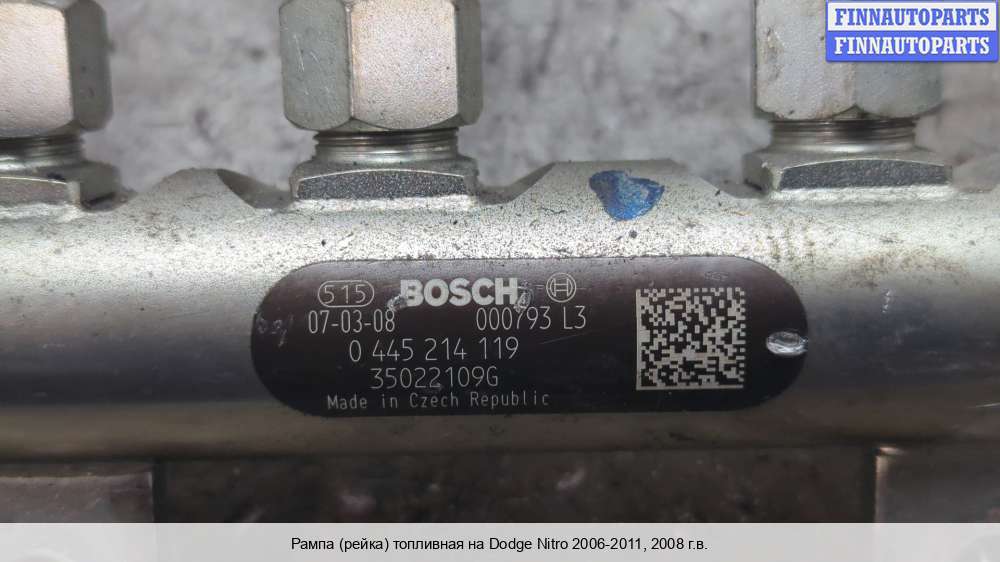 FINNAUTOPARTS
FINNAUTOPARTS
515 BOSCH
07-03-08 000793 L3
0 445 214 119
35022109G
Made in Czech Republic
Рампа (рейка) топливная на Dodge Nitro 2006-2011, 2008 г.в.